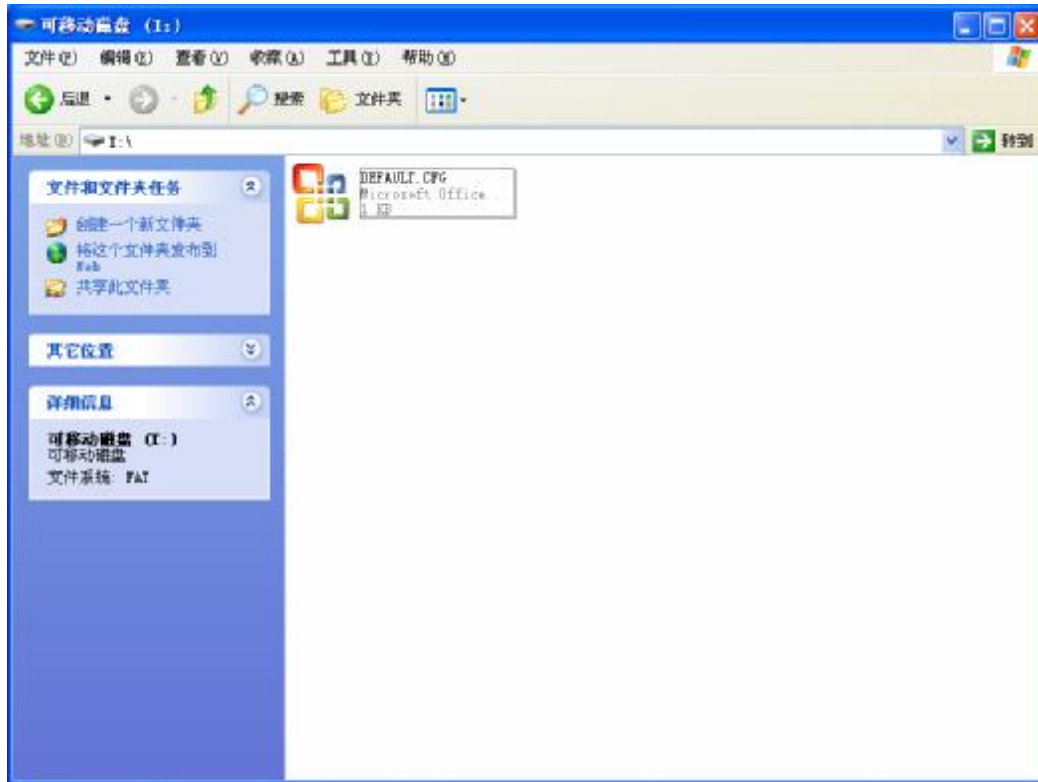 可移动磁盘 (I:)
文件(F) 编辑(E) 查看(V) 收藏(A) 工具(T) 帮助(H)
后退 搜索 文件夹
地址(D) I:\ 转到
文件和文件夹任务
创建一个新文件夹
将这个文件夹发布到
Web
共享此文件夹
其它位置
详细信息
可移动磁盘 (I:)
可移动磁盘
文件系统: FAT
DEFAULT.CFG
Microsoft Office ...
1 KB